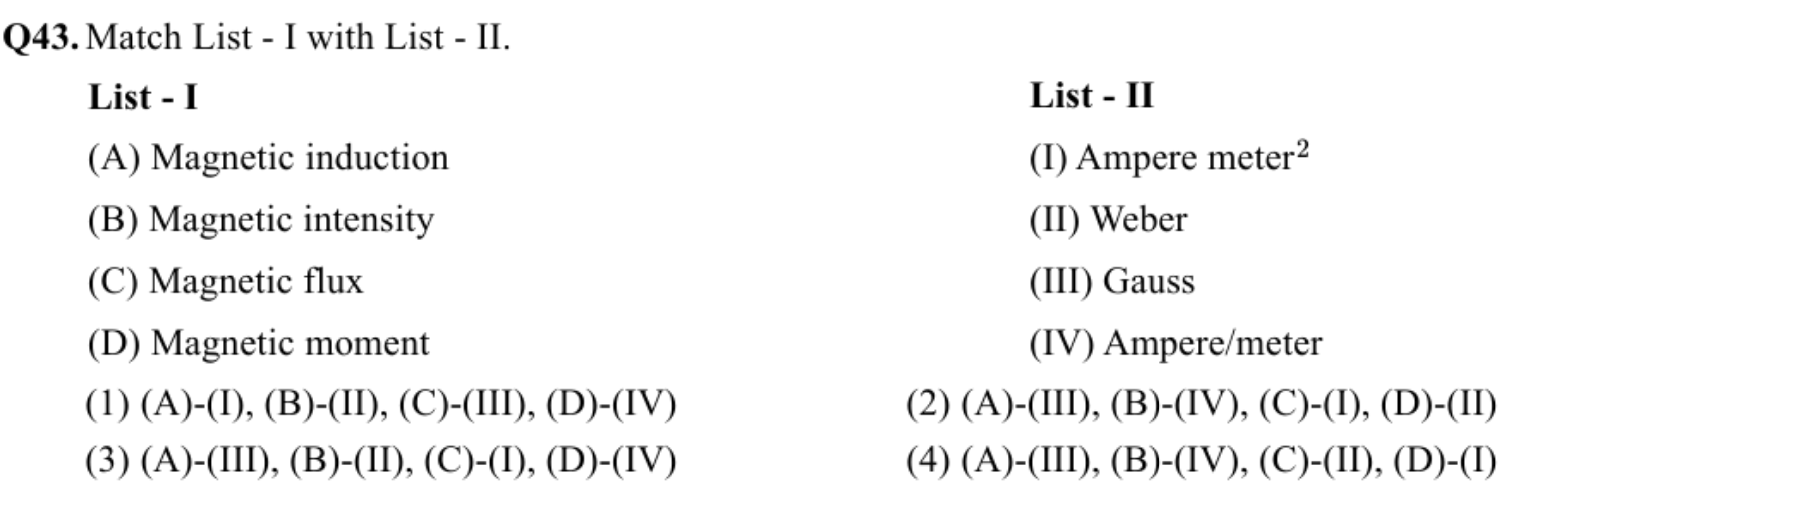 Q43. Match List - I with List - II.
List - I List - II
(A) Magnetic induction (I) Ampere meter²
(B) Magnetic intensity (II) Weber
(C) Magnetic flux (III) Gauss
(D) Magnetic moment (IV) Ampere/meter
(1) (A)-(I), (B)-(II), (C)-(III), (D)-(IV) (2) (A)-(III), (B)-(IV), (C)-(I), (D)-(II)
(3) (A)-(III), (B)-(II), (C)-(I), (D)-(IV) (4) (A)-(III), (B)-(IV), (C)-(II), (D)-(I)